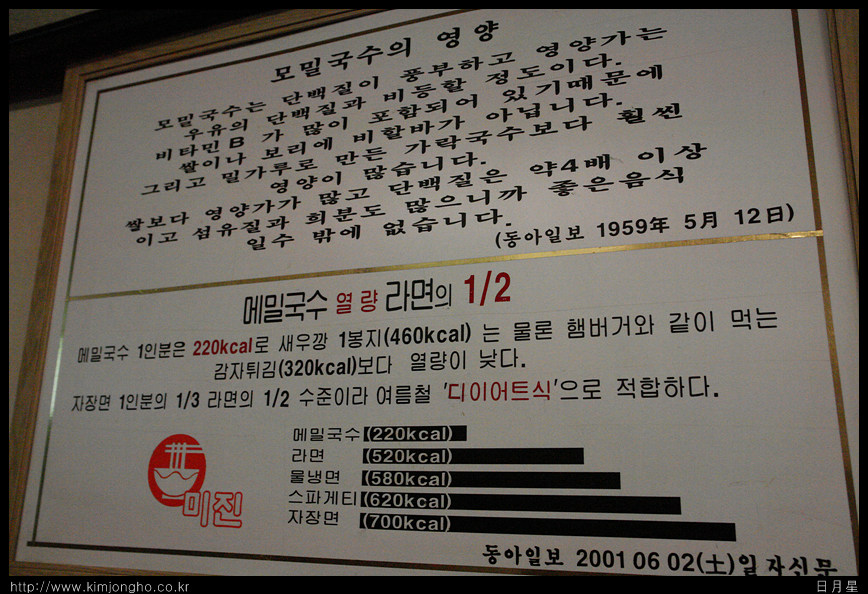 모밀국수의 영양
모밀국수는 단백질이 풍부하고 영양가는
우유의 단백질과 비등할 정도이다.
비타민B 가 많이 포함되어 있기때문에
쌀이나 보리에 비할바가 아닙니다.
그리고 밀가루로 만든 가락국수보다 훨씬
영양이 많습니다.
쌀보다 영양가가 많고 단백질은 약4배 이상
이고 섬유질과 회분도 많으니까 좋은음식
일수 밖에 없습니다.
(동아일보 1959年 5月 12日)
메밀국수 열량 라면의 1/2
메밀국수 1인분은 220kcal로 새우깡 1봉지(460kcal) 는 물론 햄버거와 같이 먹는
감자튀김(320kcal)보다 열량이 낮다.
자장면 1인분의 1/3 라면의 1/2 수준이라 여름철 '디이어트식'으로 적합하다.
메밀국수 (220kcal)
라면 (520kcal)
물냉면 (580kcal)
스파게티 (620kcal)
자장면 (700kcal)
미진
동아일보 2001 06 02(土)일자신문
http://www.kimjongho.co.kr
日月星